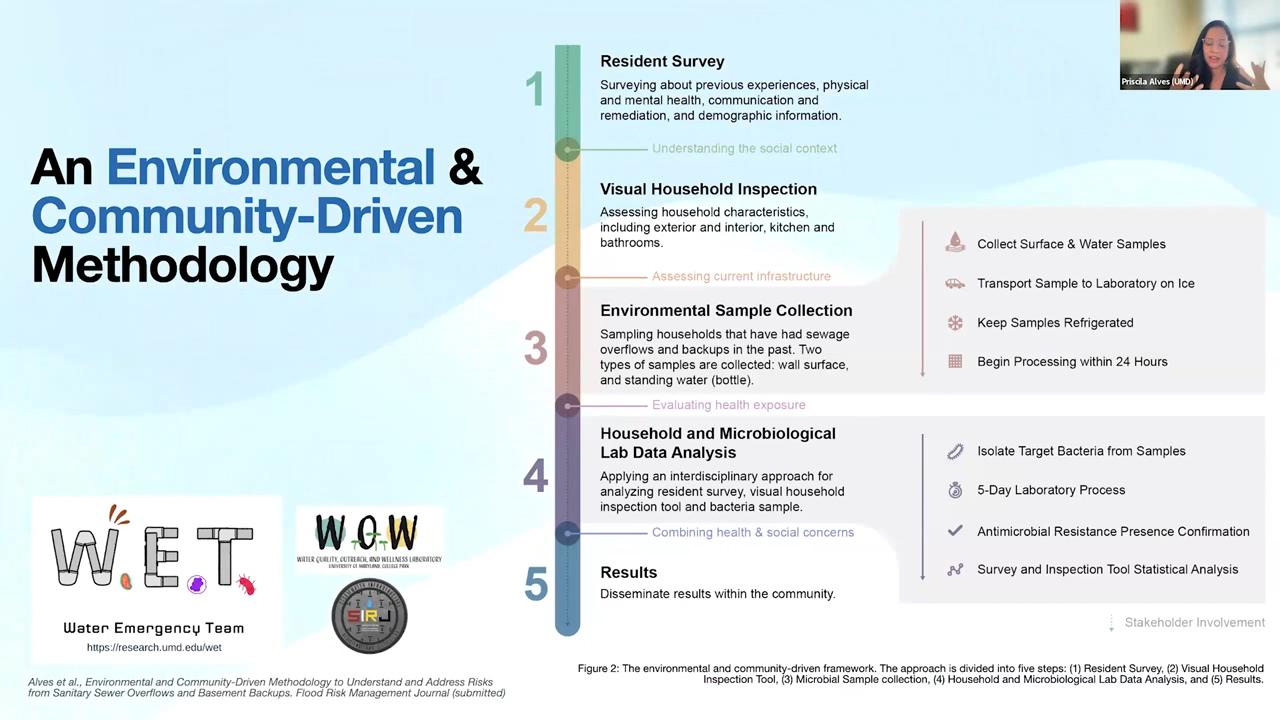 Priscila Alves (UMD)
An Environmental &
Community-Driven
Methodology
1
Resident Survey
Surveying about previous experiences, physical
and mental health, communication and
remediation, and demographic information.
Understanding the social context
2
Visual Household Inspection
Assessing household characteristics,
including exterior and interior, kitchen and
bathrooms.
Assessing current infrastructure
3
Environmental Sample Collection
Sampling households that have had sewage
overflows and backups in the past. Two
types of samples are collected: wall surface,
and standing water (bottle).
Collect Surface & Water Samples
Transport Sample to Laboratory on Ice
Keep Samples Refrigerated
Begin Processing within 24 Hours
Evaluating health exposure
4
Household and Microbiological
Lab Data Analysis
Applying an interdisciplinary approach for
analyzing resident survey, visual household
inspection tool and bacteria sample.
Isolate Target Bacteria from Samples
5-Day Laboratory Process
Antimicrobial Resistance Presence Confirmation
Survey and Inspection Tool Statistical Analysis
Combining health & social concerns
5
Results
Disseminate results within the community.
Stakeholder Involvement
W.E.T
Water Emergency Team
https://research.umd.edu/wet
WOW
WATER QUALITY, OUTREACH, AND WELLNESS LABORATORY
UNIVERSITY OF MARYLAND, COLLEGE PARK
SIRJ
Alves et al., Environmental and Community-Driven Methodology to Understand and Address Risks
from Sanitary Sewer Overflows and Basement Backups. Flood Risk Management Journal (submitted)
Figure 2: The environmental and community-driven framework. The approach is divided into five steps: (1) Resident Survey, (2) Visual Household
Inspection Tool, (3) Microbial Sample collection, (4) Household and Microbiological Lab Data Analysis, and (5) Results.